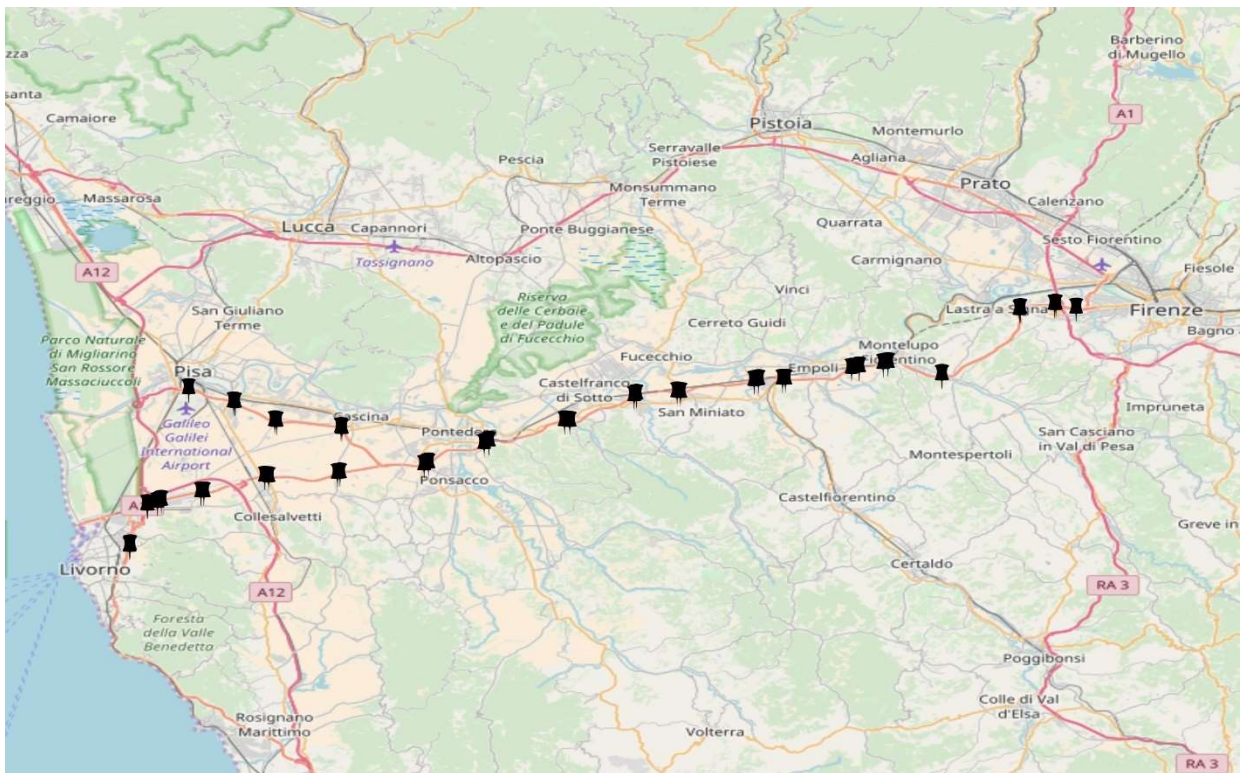 Barberino
di Mugello
Camaiore
A1
Pistoia
Montemurlo
Serravalle
Pistoiese
Agliana
Pescia
Prato
Massarosa
Monsummano
Terme
Calenzano
Lucca
Capannori
Ponte Buggianese
Quarrata
Sesto Fiorentino
Tassignano
Altopascio
Carmignano
Fiesole
A12
Vinci
Riserva
delle Cerbaie
e del Padule
di Fucecchio
San Giuliano
Terme
Lastra a Signa
Firenze
Cerreto Guidi
Bagno
Parco Naturale
di Migliarino
San Rossore
Massaciuccoli
Fucecchio
Montelupo
Pisa
Castelfranco
di Sotto
Empoli
San Miniato
Impruneta
Cascina
Galileo
Galilei
International
Airport
San Casciano
in Val di Pesa
Montespertoli
Ponsacco
Castelfiorentino
Collesalvetti
Greve in
Livorno
Certaldo
A12
RA 3
Foresta
della Valle
Benedetta
Poggibonsi
Colle di Val
d'Elsa
Rosignano
Marittimo
Volterra
RA 3